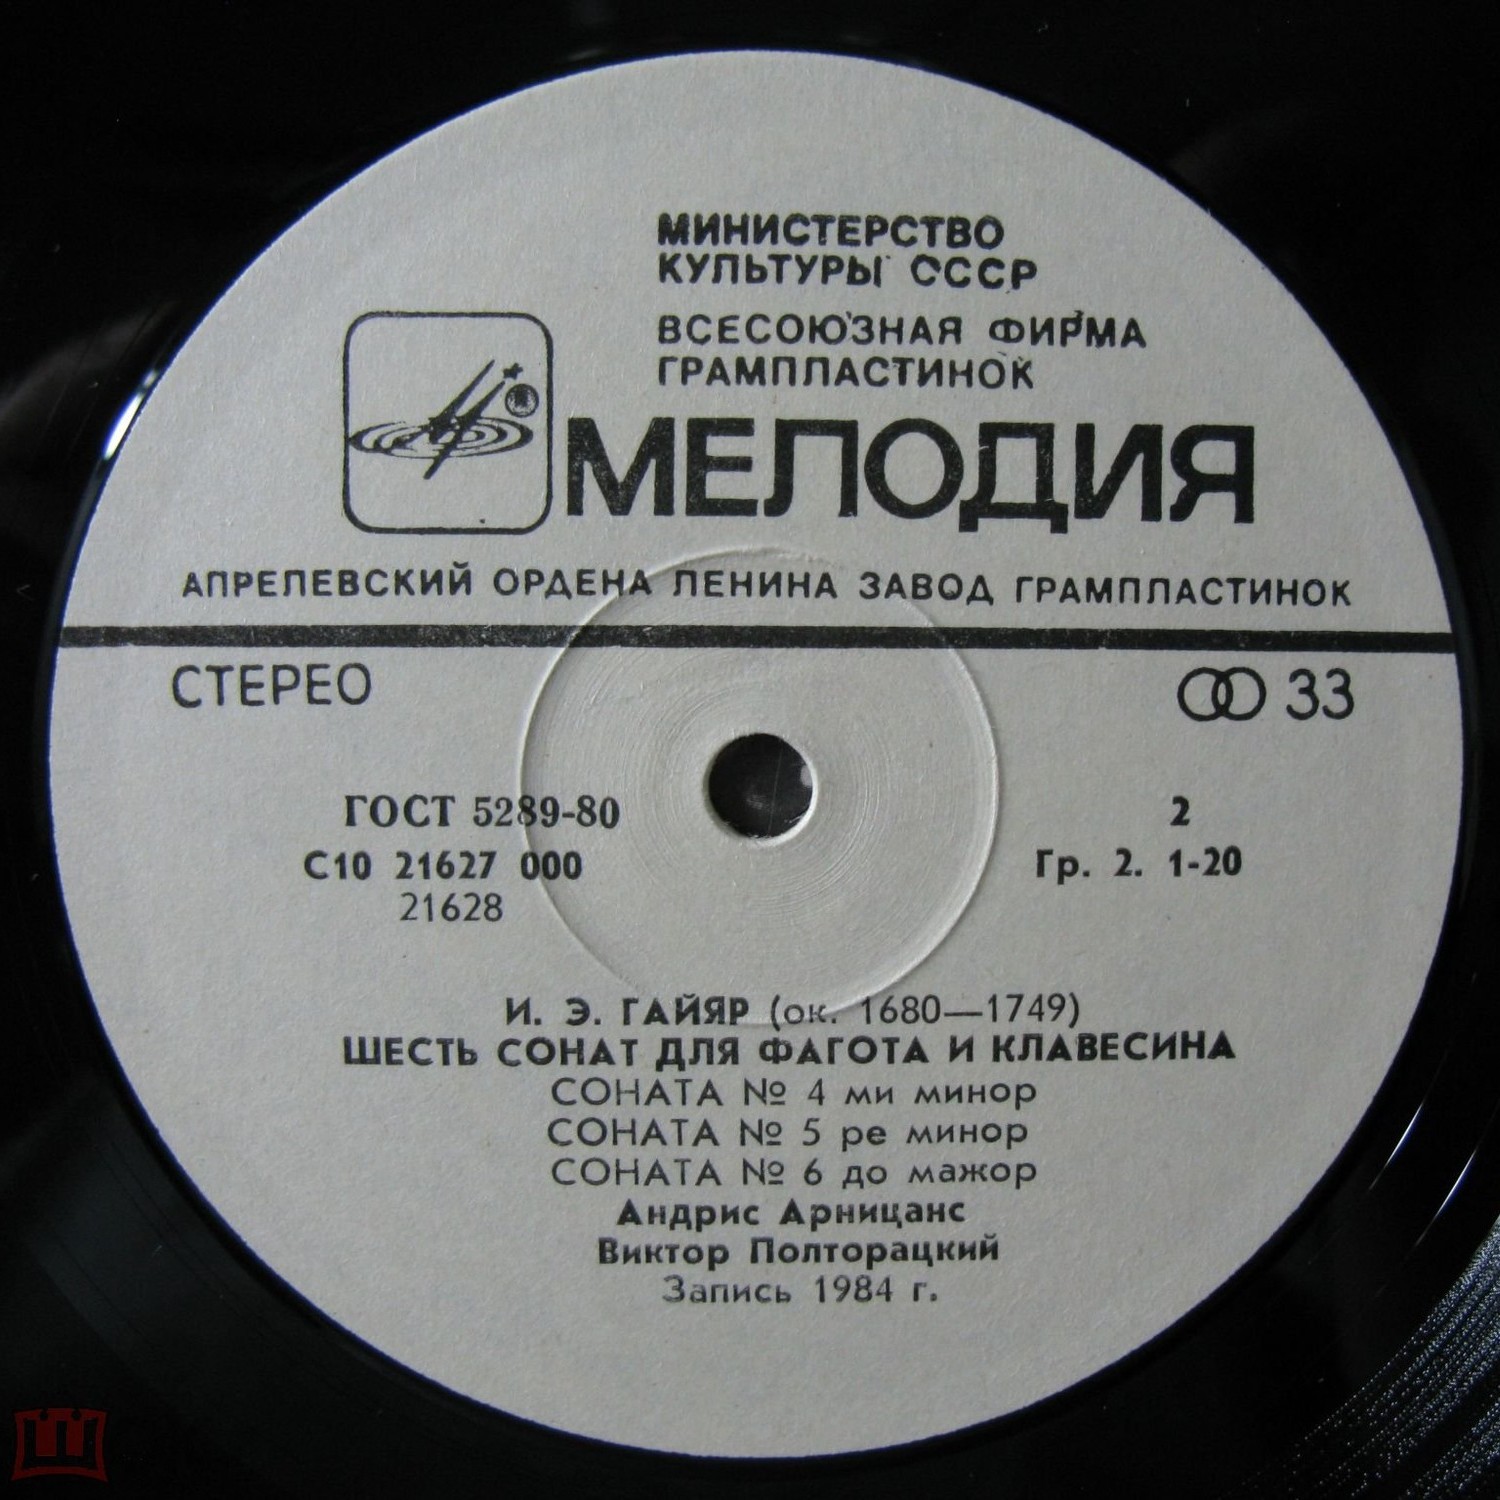 МИНИСТЕРСТВО
КУЛЬТУРЫ СССР
ВСЕСОЮЗНАЯ ФИРМА
ГРАМПЛАСТИНОК
МЕЛОДИЯ
АПРЕЛЕВСКИЙ ОРДЕНА ЛЕНИНА ЗАВОД ГРАМПЛАСТИНОК
СТЕРЕО
33
ГОСТ 5289-80
2
С10 21627 000
Гр. 2. 1-20
21628
И. Э. ГАЙЯР (ок. 1680—1749)
ШЕСТЬ СОНАТ ДЛЯ ФАГОТА И КЛАВЕСИНА
СОНАТА № 4 ми минор
СОНАТА № 5 ре минор
СОНАТА № 6 до мажор
Андрис Арницанс
Виктор Полторацкий
Запись 1984 г.